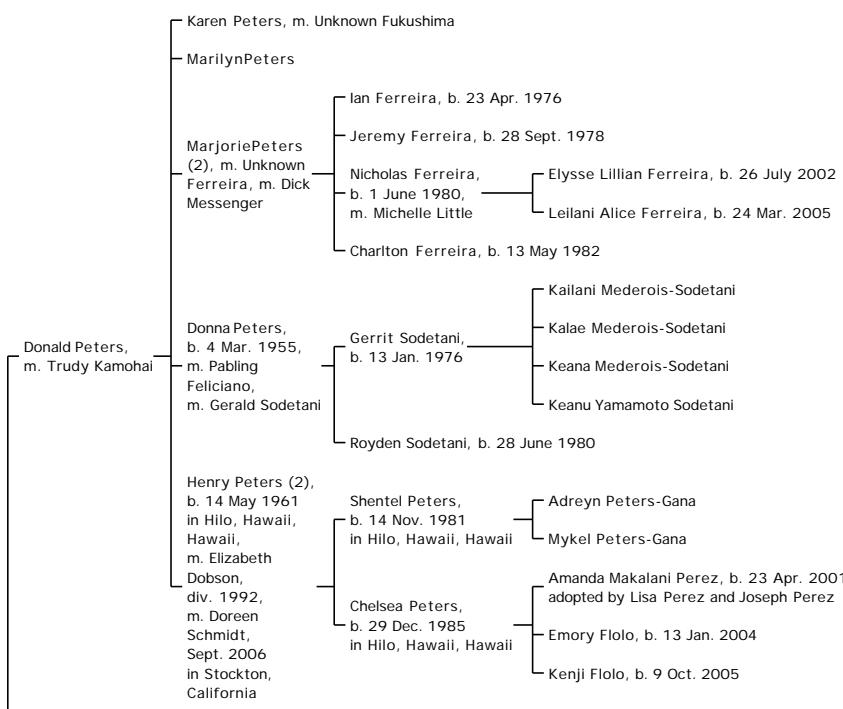 Karen Peters, m. Unknown Fukushima
MarilynPeters
Ian Ferreira, b. 23 Apr. 1976
Jeremy Ferreira, b. 28 Sept. 1978
MarjoriePeters
(2), m. Unknown
Ferreira, m. Dick
Messenger
Nicholas Ferreira,
b. 1 June 1980,
m. Michelle Little
Elysse Lillian Ferreira, b. 26 July 2002
Leilani Alice Ferreira, b. 24 Mar. 2005
Charlton Ferreira, b. 13 May 1982
Donald Peters,
m. Trudy Kamohai
Donna Peters,
b. 4 Mar. 1955,
m. Pabling
Feliciano,
m. Gerald Sodetani
Gerrit Sodetani,
b. 13 Jan. 1976
Kailani Mederois-Sodetani
Kalae Mederois-Sodetani
Keana Mederois-Sodetani
Keanu Yamamoto Sodetani
Royden Sodetani, b. 28 June 1980
Henry Peters (2),
b. 14 May 1961
in Hilo, Hawaii,
Hawaii,
m. Elizabeth
Dobson,
div. 1992,
m. Doreen
Schmidt,
Sept. 2006
in Stockton,
California
Shentel Peters,
b. 14 Nov. 1981
in Hilo, Hawaii, Hawaii
Adreyn Peters-Gana
Mykel Peters-Gana
Chelsea Peters,
b. 29 Dec. 1985
in Hilo, Hawaii, Hawaii
Amanda Makalani Perez, b. 23 Apr. 2001
adopted by Lisa Perez and Joseph Perez
Emory Flolo, b. 13 Jan. 2004
Kenji Flolo, b. 9 Oct. 2005